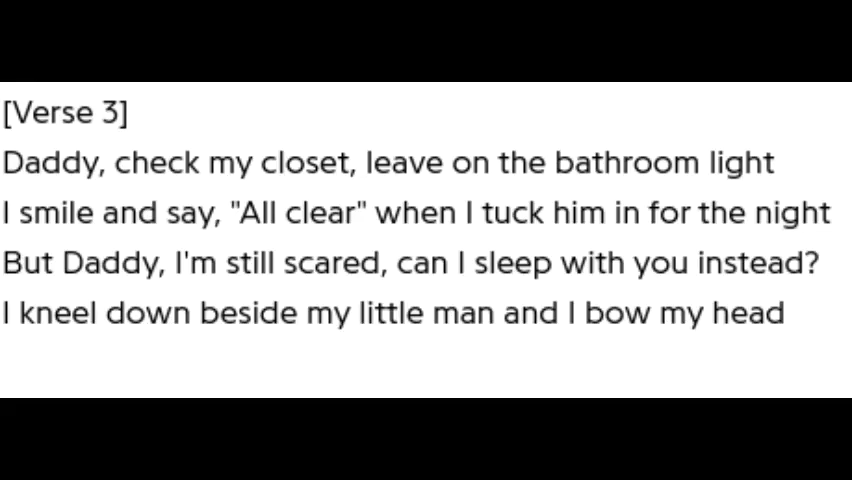 [Verse 3]
Daddy, check my closet, leave on the bathroom light
I smile and say, "All clear" when I tuck him in for the night
But Daddy, I'm still scared, can I sleep with you instead?
I kneel down beside my little man and I bow my head